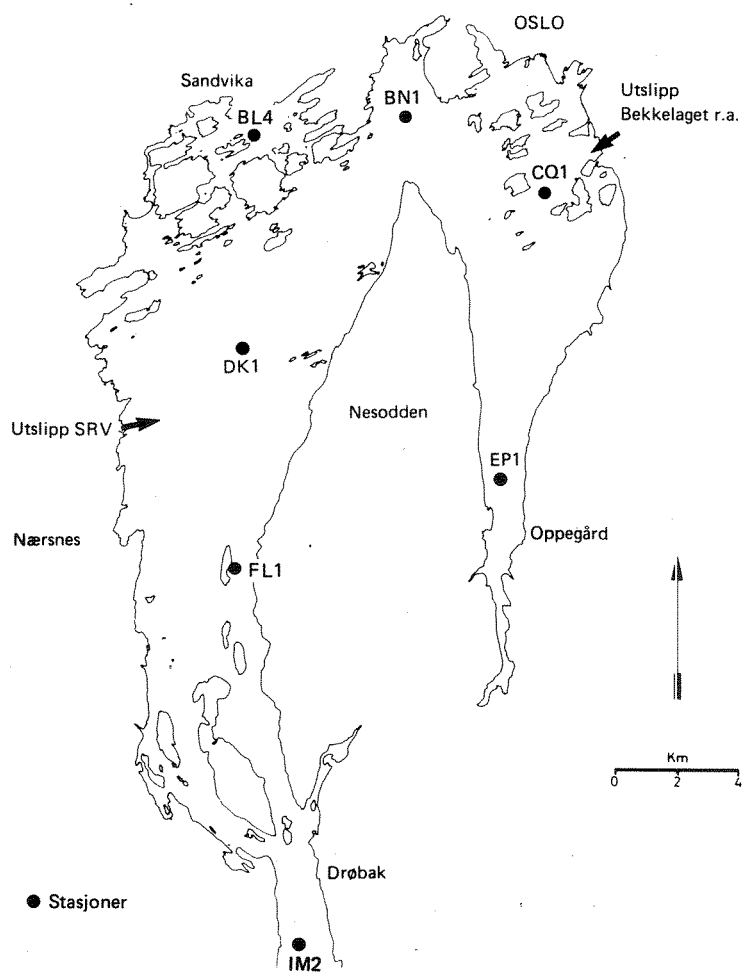 OSLO
Sandvika
BN1
Utslipp
Bekkelaget r.a.
BL4
CQ1
DK1
Nesodden
Utslipp SRV
EP1
Nærsnes
Oppegård
FL1
Km
0 2 4
Drøbak
Stasjoner
IM2